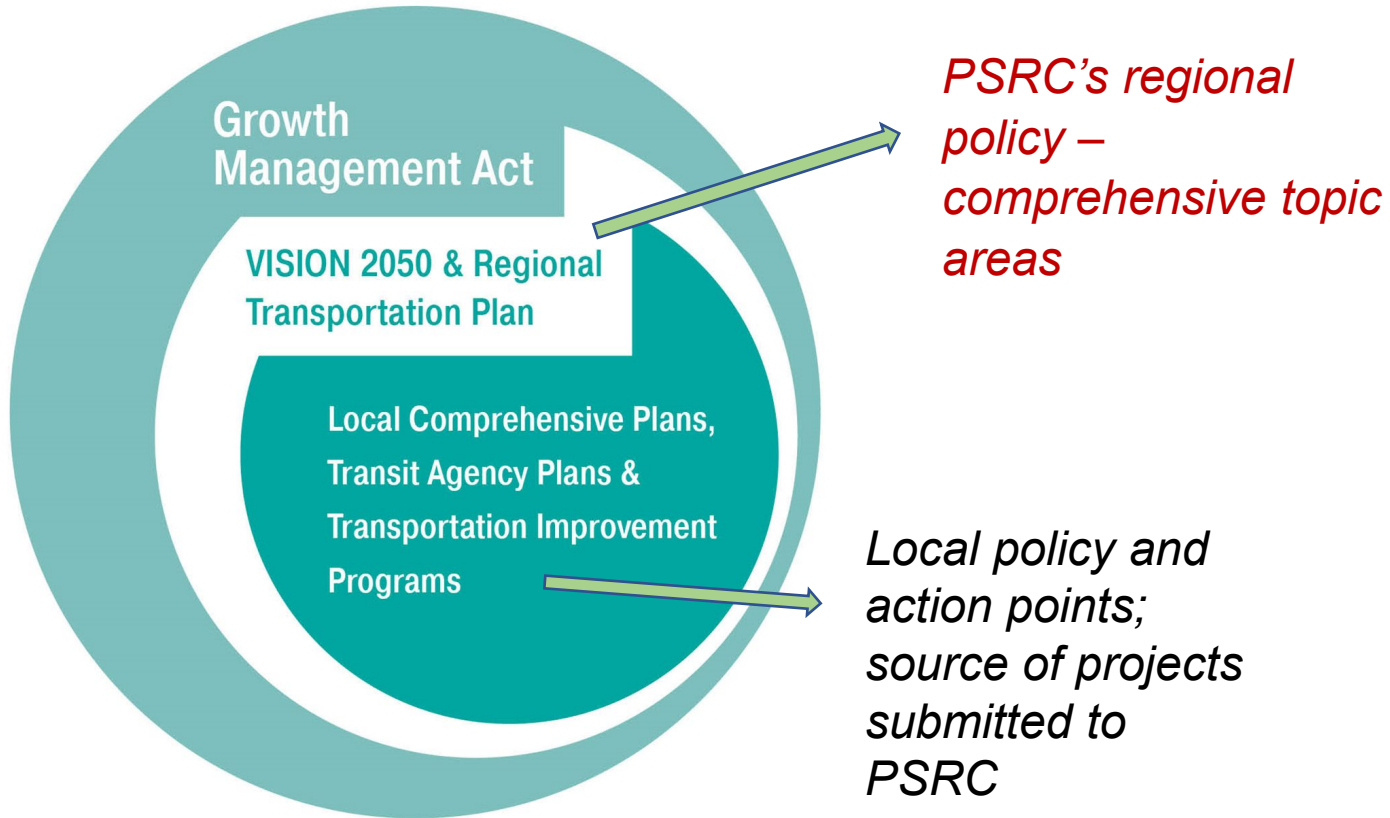 Growth
Management Act
VISION 2050 & Regional
Transportation Plan
Local Comprehensive Plans,
Transit Agency Plans &
Transportation Improvement
Programs
PSRC’s regional
policy –
comprehensive topic
areas
Local policy and
action points;
source of projects
submitted to
PSRC